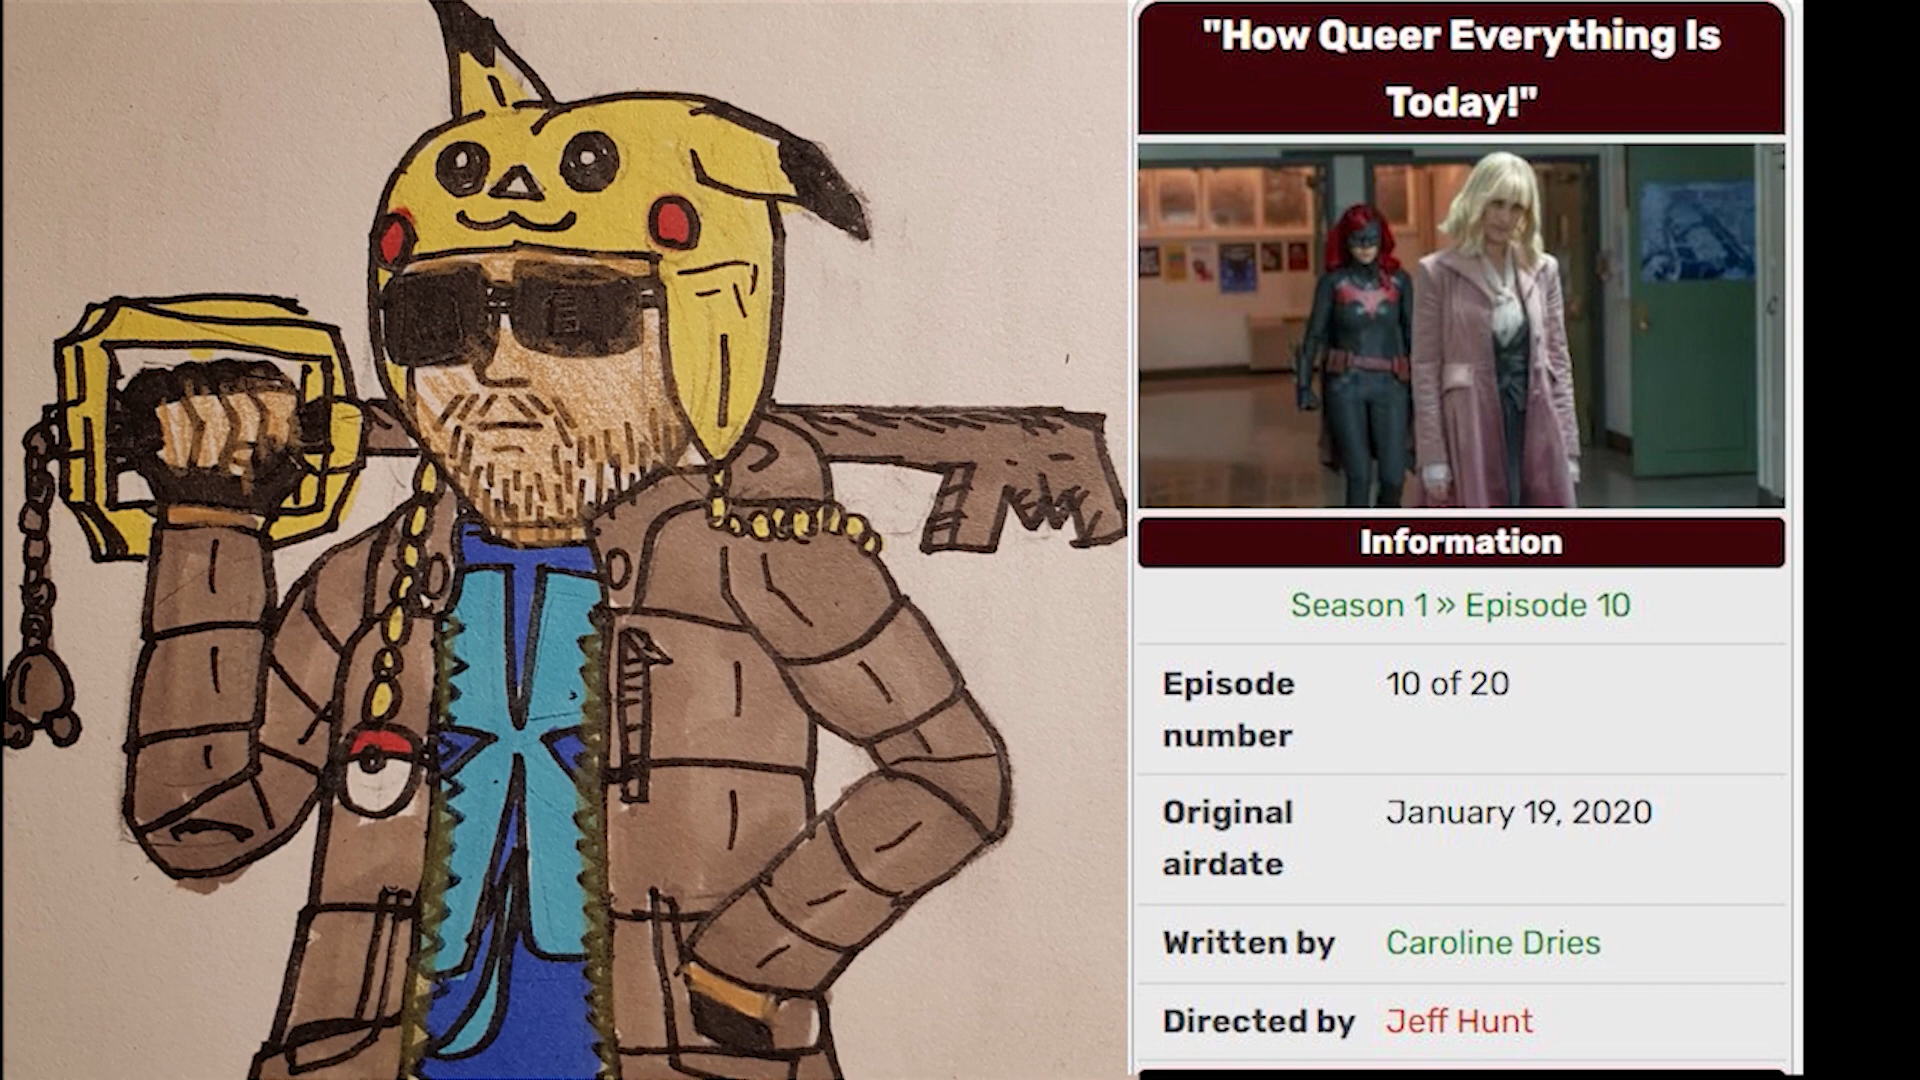 "How Queer Everything Is
Today!"
Information
Season 1 » Episode 10
Episode
number
10 of 20
Original
airdate
January 19, 2020
Written by
Caroline Dries
Directed by
Jeff Hunt